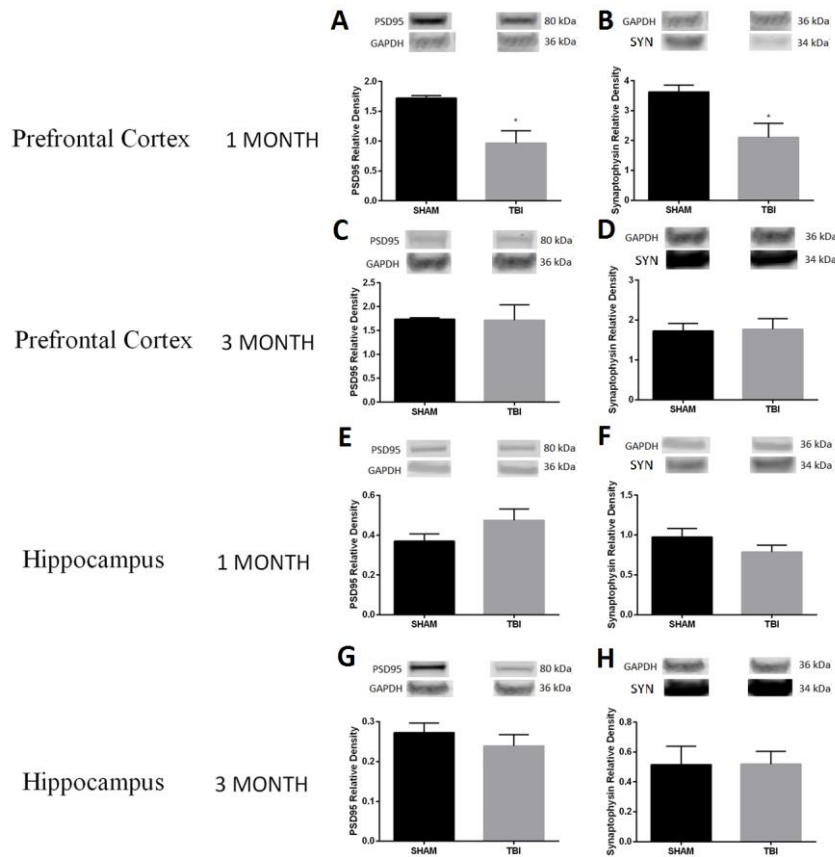 A
PSD95 80 kDa
GAPDH 36 kDa
B
GAPDH 36 kDa
SYN 34 kDa
Prefrontal Cortex 1 MONTH
PSD95 Relative Density
2.0
1.5
1.0
0.5
0.0
*
SHAM TBI
Synaptophysin Relative Density
4
3
2
1
0
*
SHAM TBI
C
PSD95 80 kDa
GAPDH 36 kDa
D
GAPDH 36 kDa
SYN 34 kDa
Prefrontal Cortex 3 MONTH
PSD95 Relative Density
2.5
2.0
1.5
1.0
0.5
0.0
SHAM TBI
Synaptophysin Relative Density
3
2
1
0
SHAM TBI
E
PSD95 80 kDa
GAPDH 36 kDa
F
GAPDH 36 kDa
SYN 34 kDa
Hippocampus 1 MONTH
PSD95 Relative Density
0.6
0.4
0.2
0.0
SHAM TBI
Synaptophysin Relative Density
1.5
1.0
0.5
0.0
SHAM TBI
G
PSD95 80 kDa
GAPDH 36 kDa
H
GAPDH 36 kDa
SYN 34 kDa
Hippocampus 3 MONTH
PSD95 Relative Density
0.3
0.2
0.1
0.0
SHAM TBI
Synaptophysin Relative Density
0.8
0.6
0.4
0.2
0.0
SHAM TBI